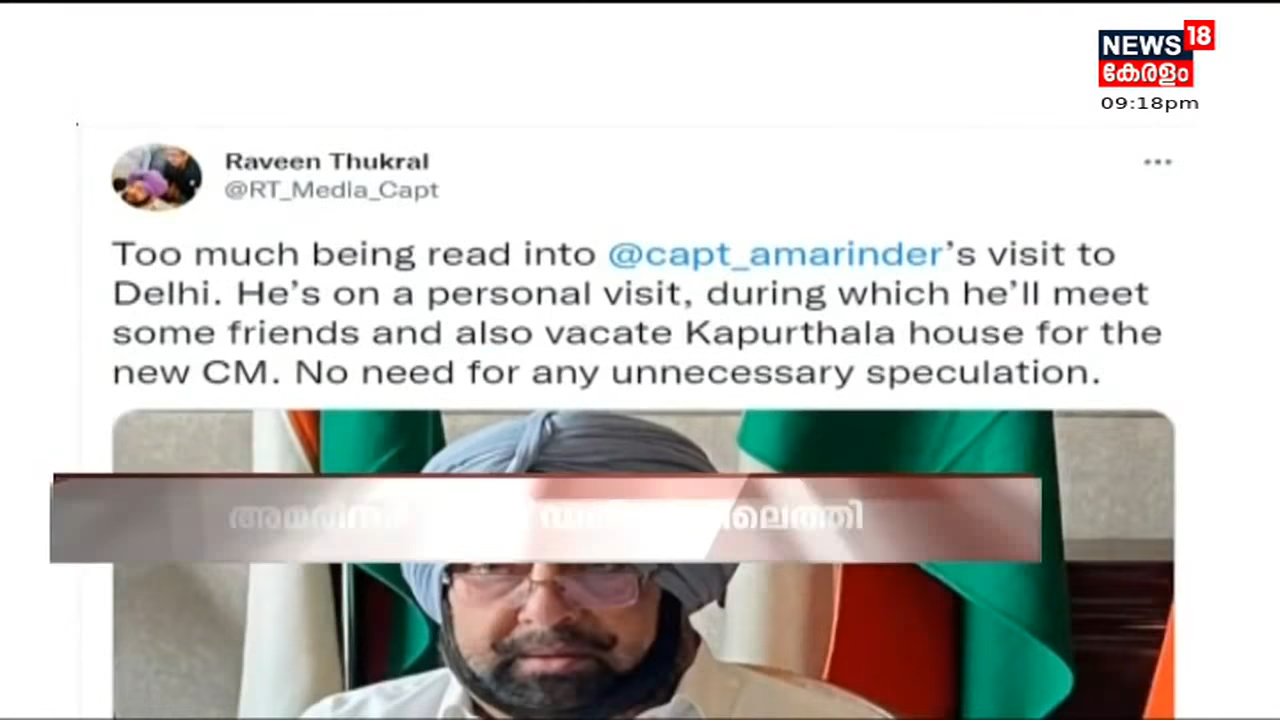 NEWS 18
കേരളം
09:18pm
Raveen Thukral
@RT_Media_Capt
Too much being read into @capt_amarinder's visit to
Delhi. He's on a personal visit, during which he'll meet
some friends and also vacate Kapurthala house for the
new CM. No need for any unnecessary speculation.